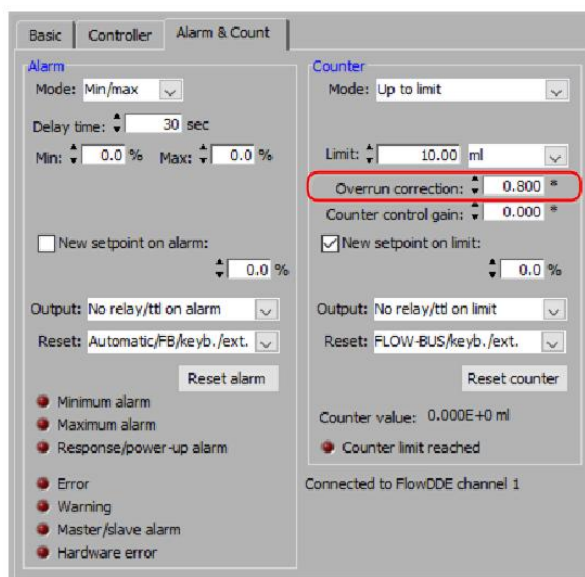 Basic Controller Alarm & Count
Alarm
Mode: Min/max
Delay time: 30 sec
Min: 0.0 % Max: 0.0 %
New setpoint on alarm:
0.0 %
Output: No relay/ttl on alarm
Reset: Automatic/FB/keyb./ext.
Reset alarm
Minimum alarm
Maximum alarm
Response/power-up alarm
Error
Warning
Master/slave alarm
Hardware error
Counter
Mode: Up to limit
Limit: 10.00 ml
Overrun correction: 0.800 *
Counter control gain: 0.000 *
New setpoint on limit:
0.0 %
Output: No relay/ttl on limit
Reset: FLOW-BUS/keyb./ext.
Reset counter
Counter value: 0.000E+0 ml
Counter limit reached
Connected to FlowDDE channel 1